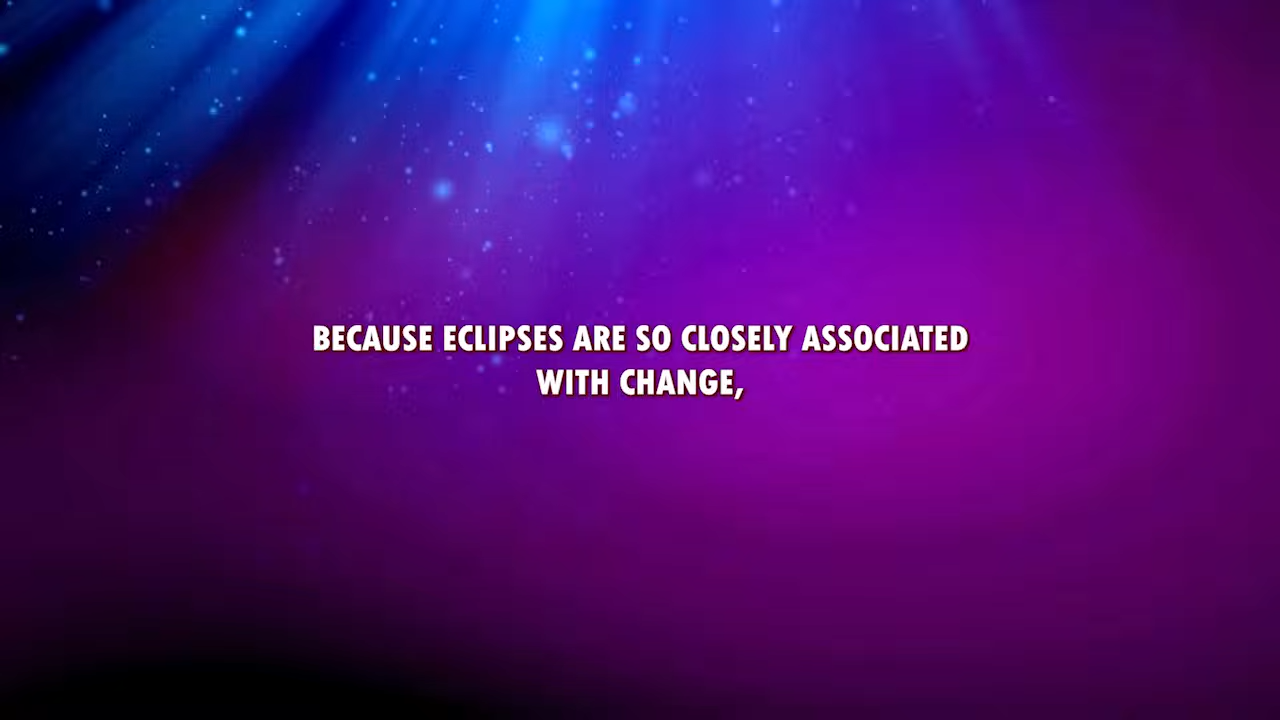 BECAUSE ECLIPSES ARE SO CLOSELY ASSOCIATED
WITH CHANGE,